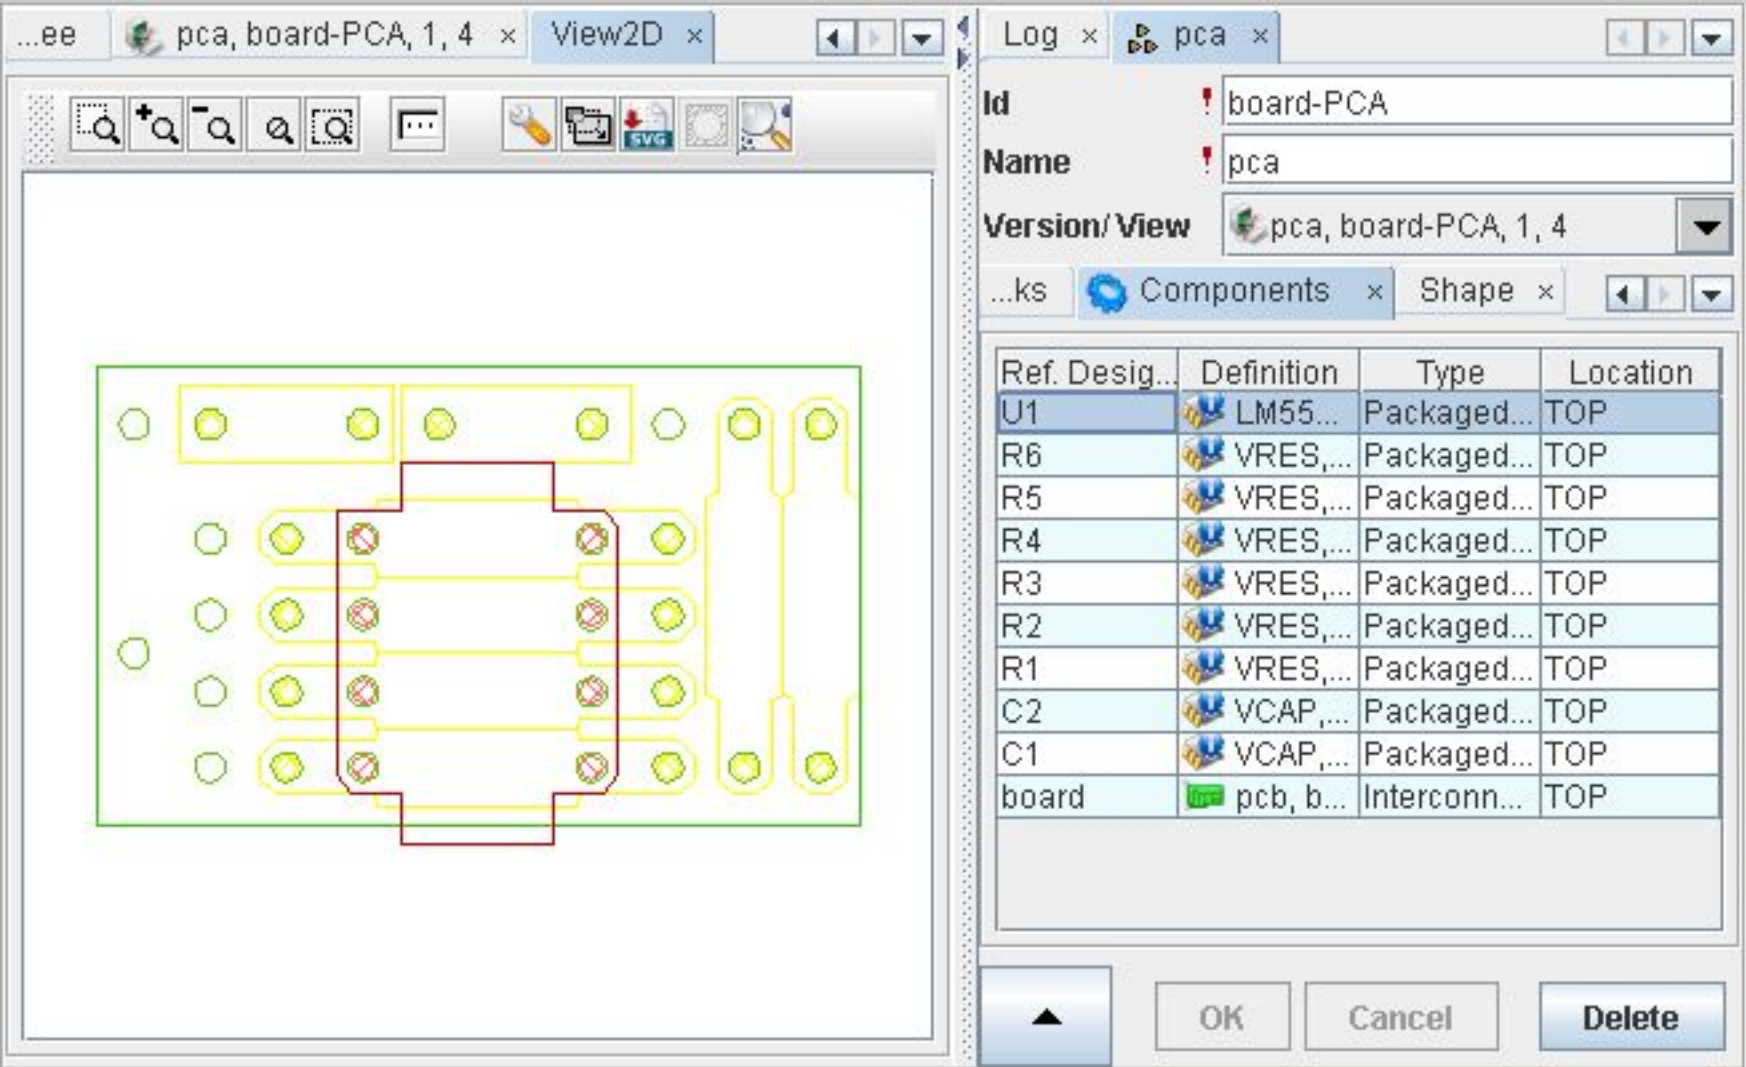 ...ee pca, board-PCA, 1, 4 × View2D ×
SVG
Log × pca ×
Id ! board-PCA
Name ! pca
Version/View pca, board-PCA, 1, 4
...ks Components × Shape ×
Ref. Desig... Definition Type Location
U1 LM55... Packaged... TOP
R6 VRES,... Packaged... TOP
R5 VRES,... Packaged... TOP
R4 VRES,... Packaged... TOP
R3 VRES,... Packaged... TOP
R2 VRES,... Packaged... TOP
R1 VRES,... Packaged... TOP
C2 VCAP,... Packaged... TOP
C1 VCAP,... Packaged... TOP
board pcb, b... Interconn... TOP
OK Cancel Delete